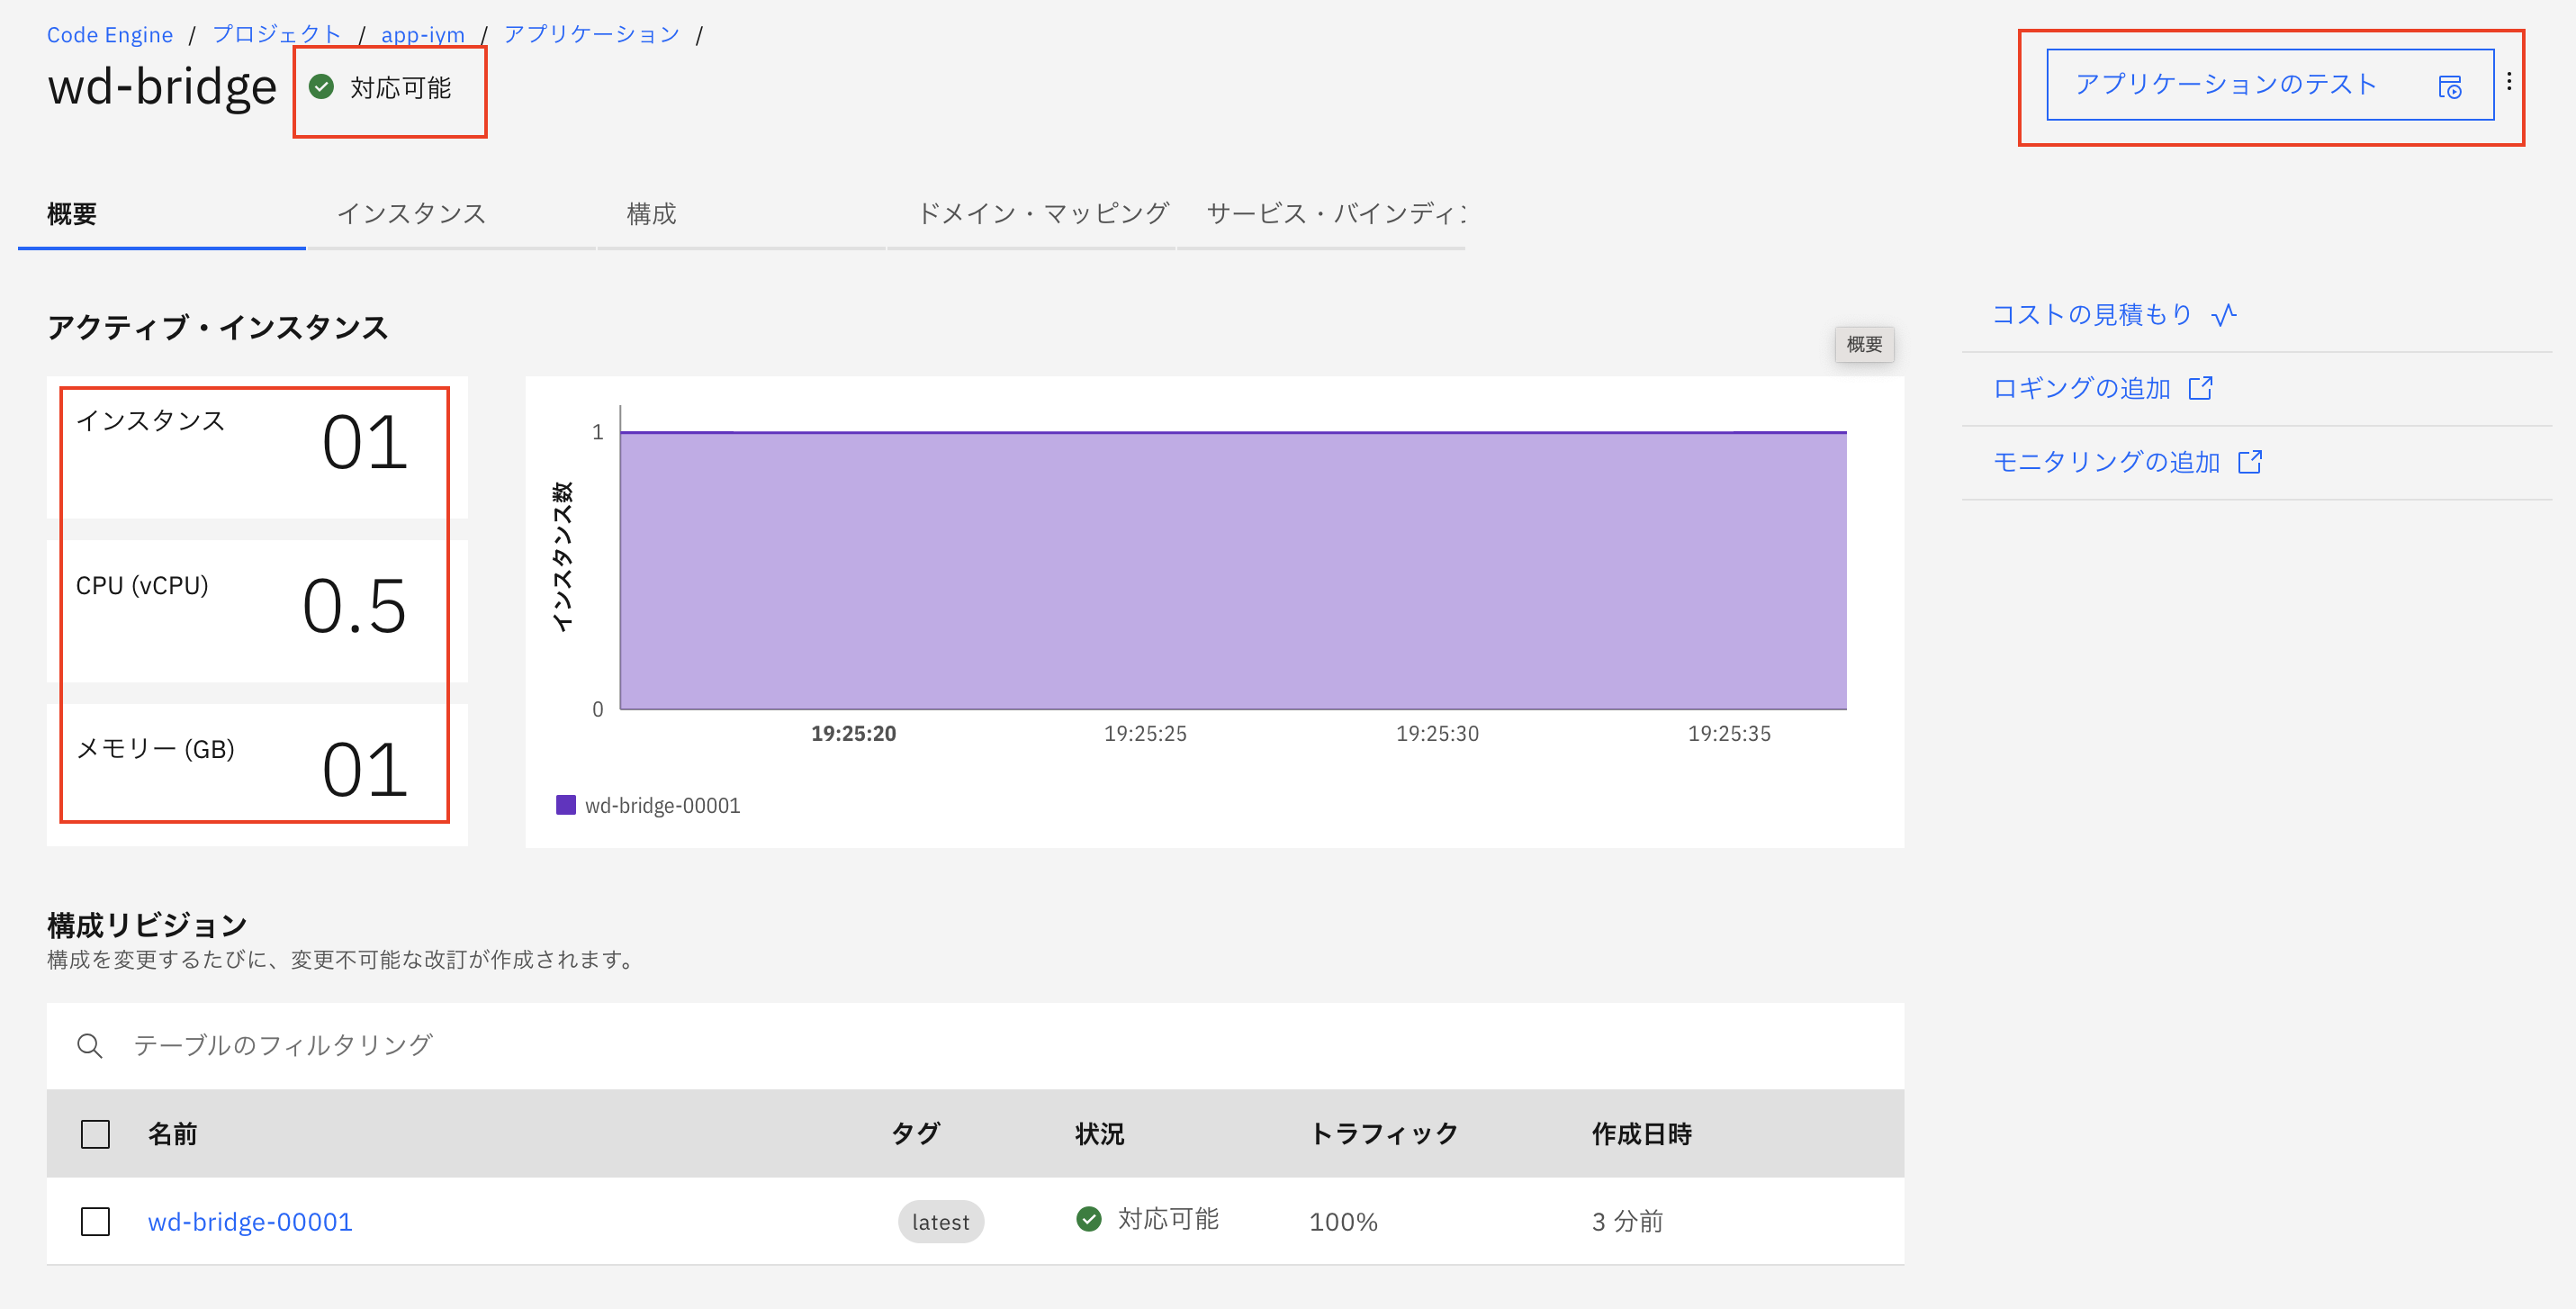 Code Engine / プロジェクト / app-iym / アプリケーション /
wd-bridge 対応可能
アプリケーションのテスト
概要 インスタンス 構成 ドメイン・マッピング サービス・バインディン
アクティブ・インスタンス
概要
コストの見積もり
ロギングの追加
モニタリングの追加
インスタンス 01
CPU (vCPU) 0.5
メモリー (GB) 01
インスタンス数
1
0
19:25:20 19:25:25 19:25:30 19:25:35
wd-bridge-00001
構成リビジョン
構成を変更するたびに、変更不可能な改訂が作成されます。
テーブルのフィルタリング
名前 タグ 状況 トラフィック 作成日時
wd-bridge-00001 latest 対応可能 100% 3 分前